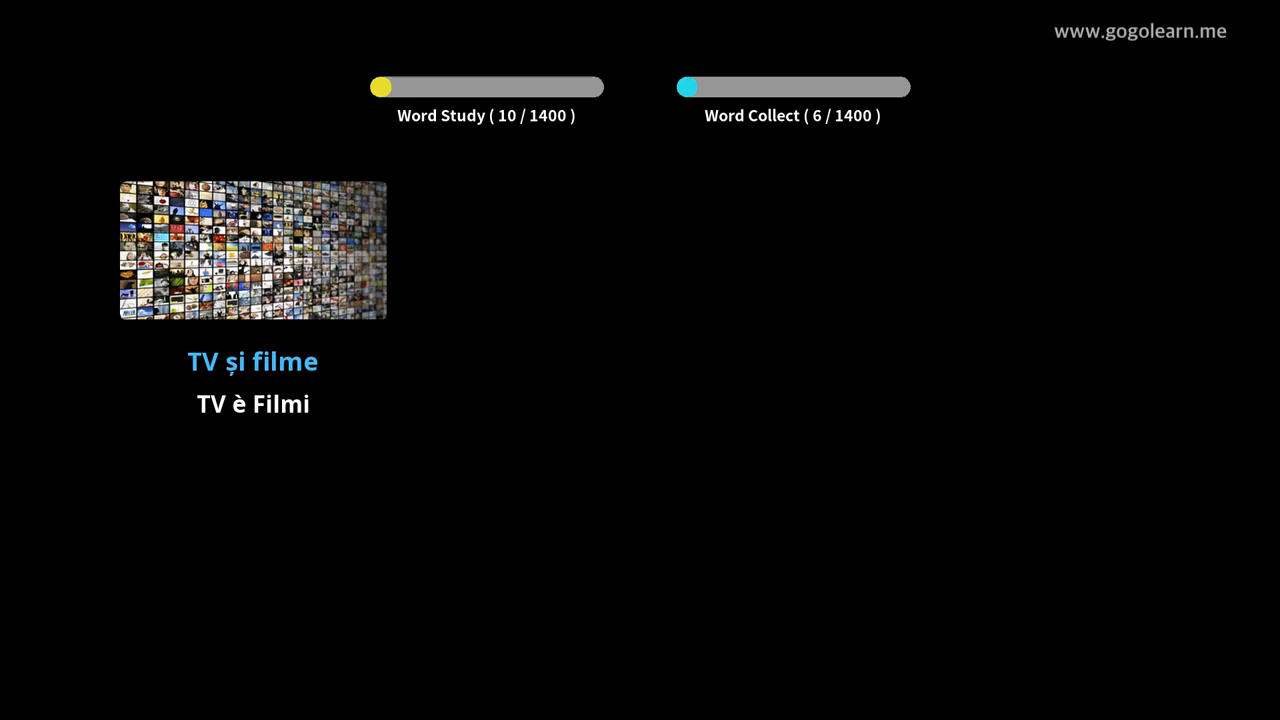 www.gogolearn.me
Word Study ( 10 / 1400 )
Word Collect ( 6 / 1400 )
TV și filme
TV è Filmi